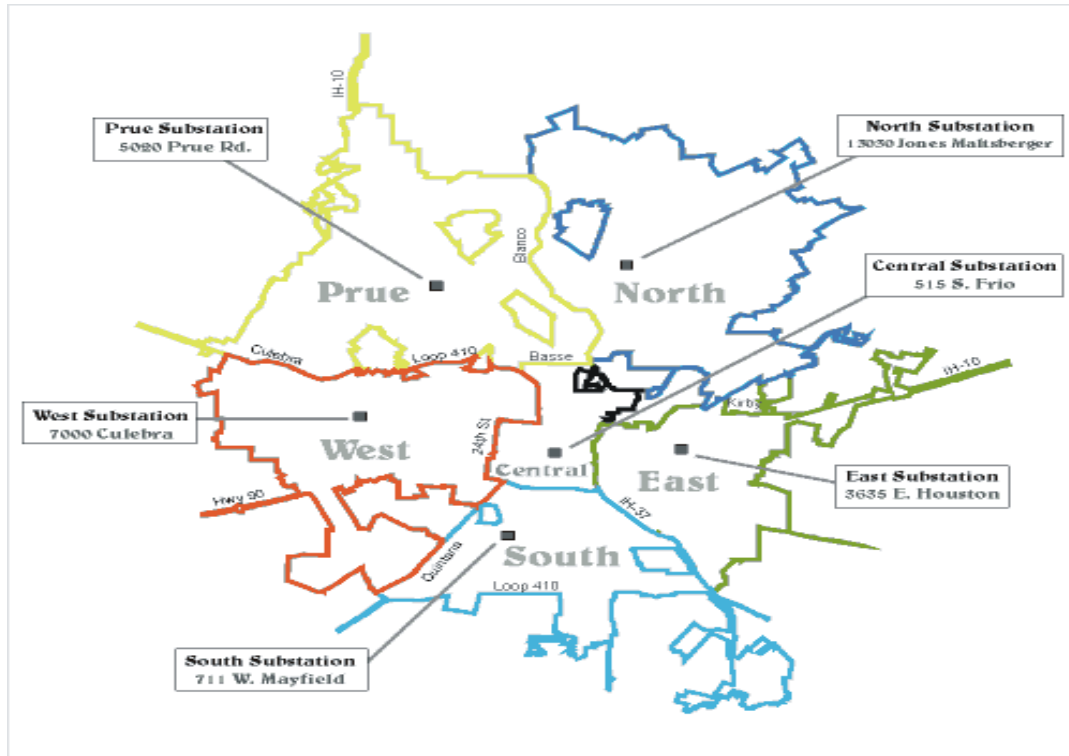 IH-10
Prue Substation
5020 Prue Rd.
North Substation
13030 Jones Maltsberger
Blanco
Central Substation
515 S. Frio
Prue
North
Culebra
Loop 410
Basse
IH-10
Kirby
West Substation
7000 Culebra
West
24th St
Central
East
East Substation
3635 E. Houston
Hwy 90
IH-37
Quintana
South
Loop 410
South Substation
711 W. Mayfield